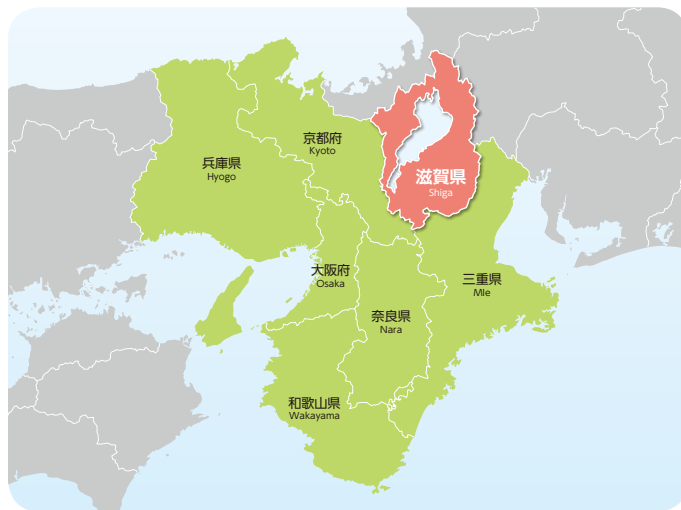 京都府
Kyoto
兵庫県
Hyogo
滋賀県
Shiga
大阪府
Osaka
三重県
MIe
奈良県
Nara
和歌山県
Wakayama